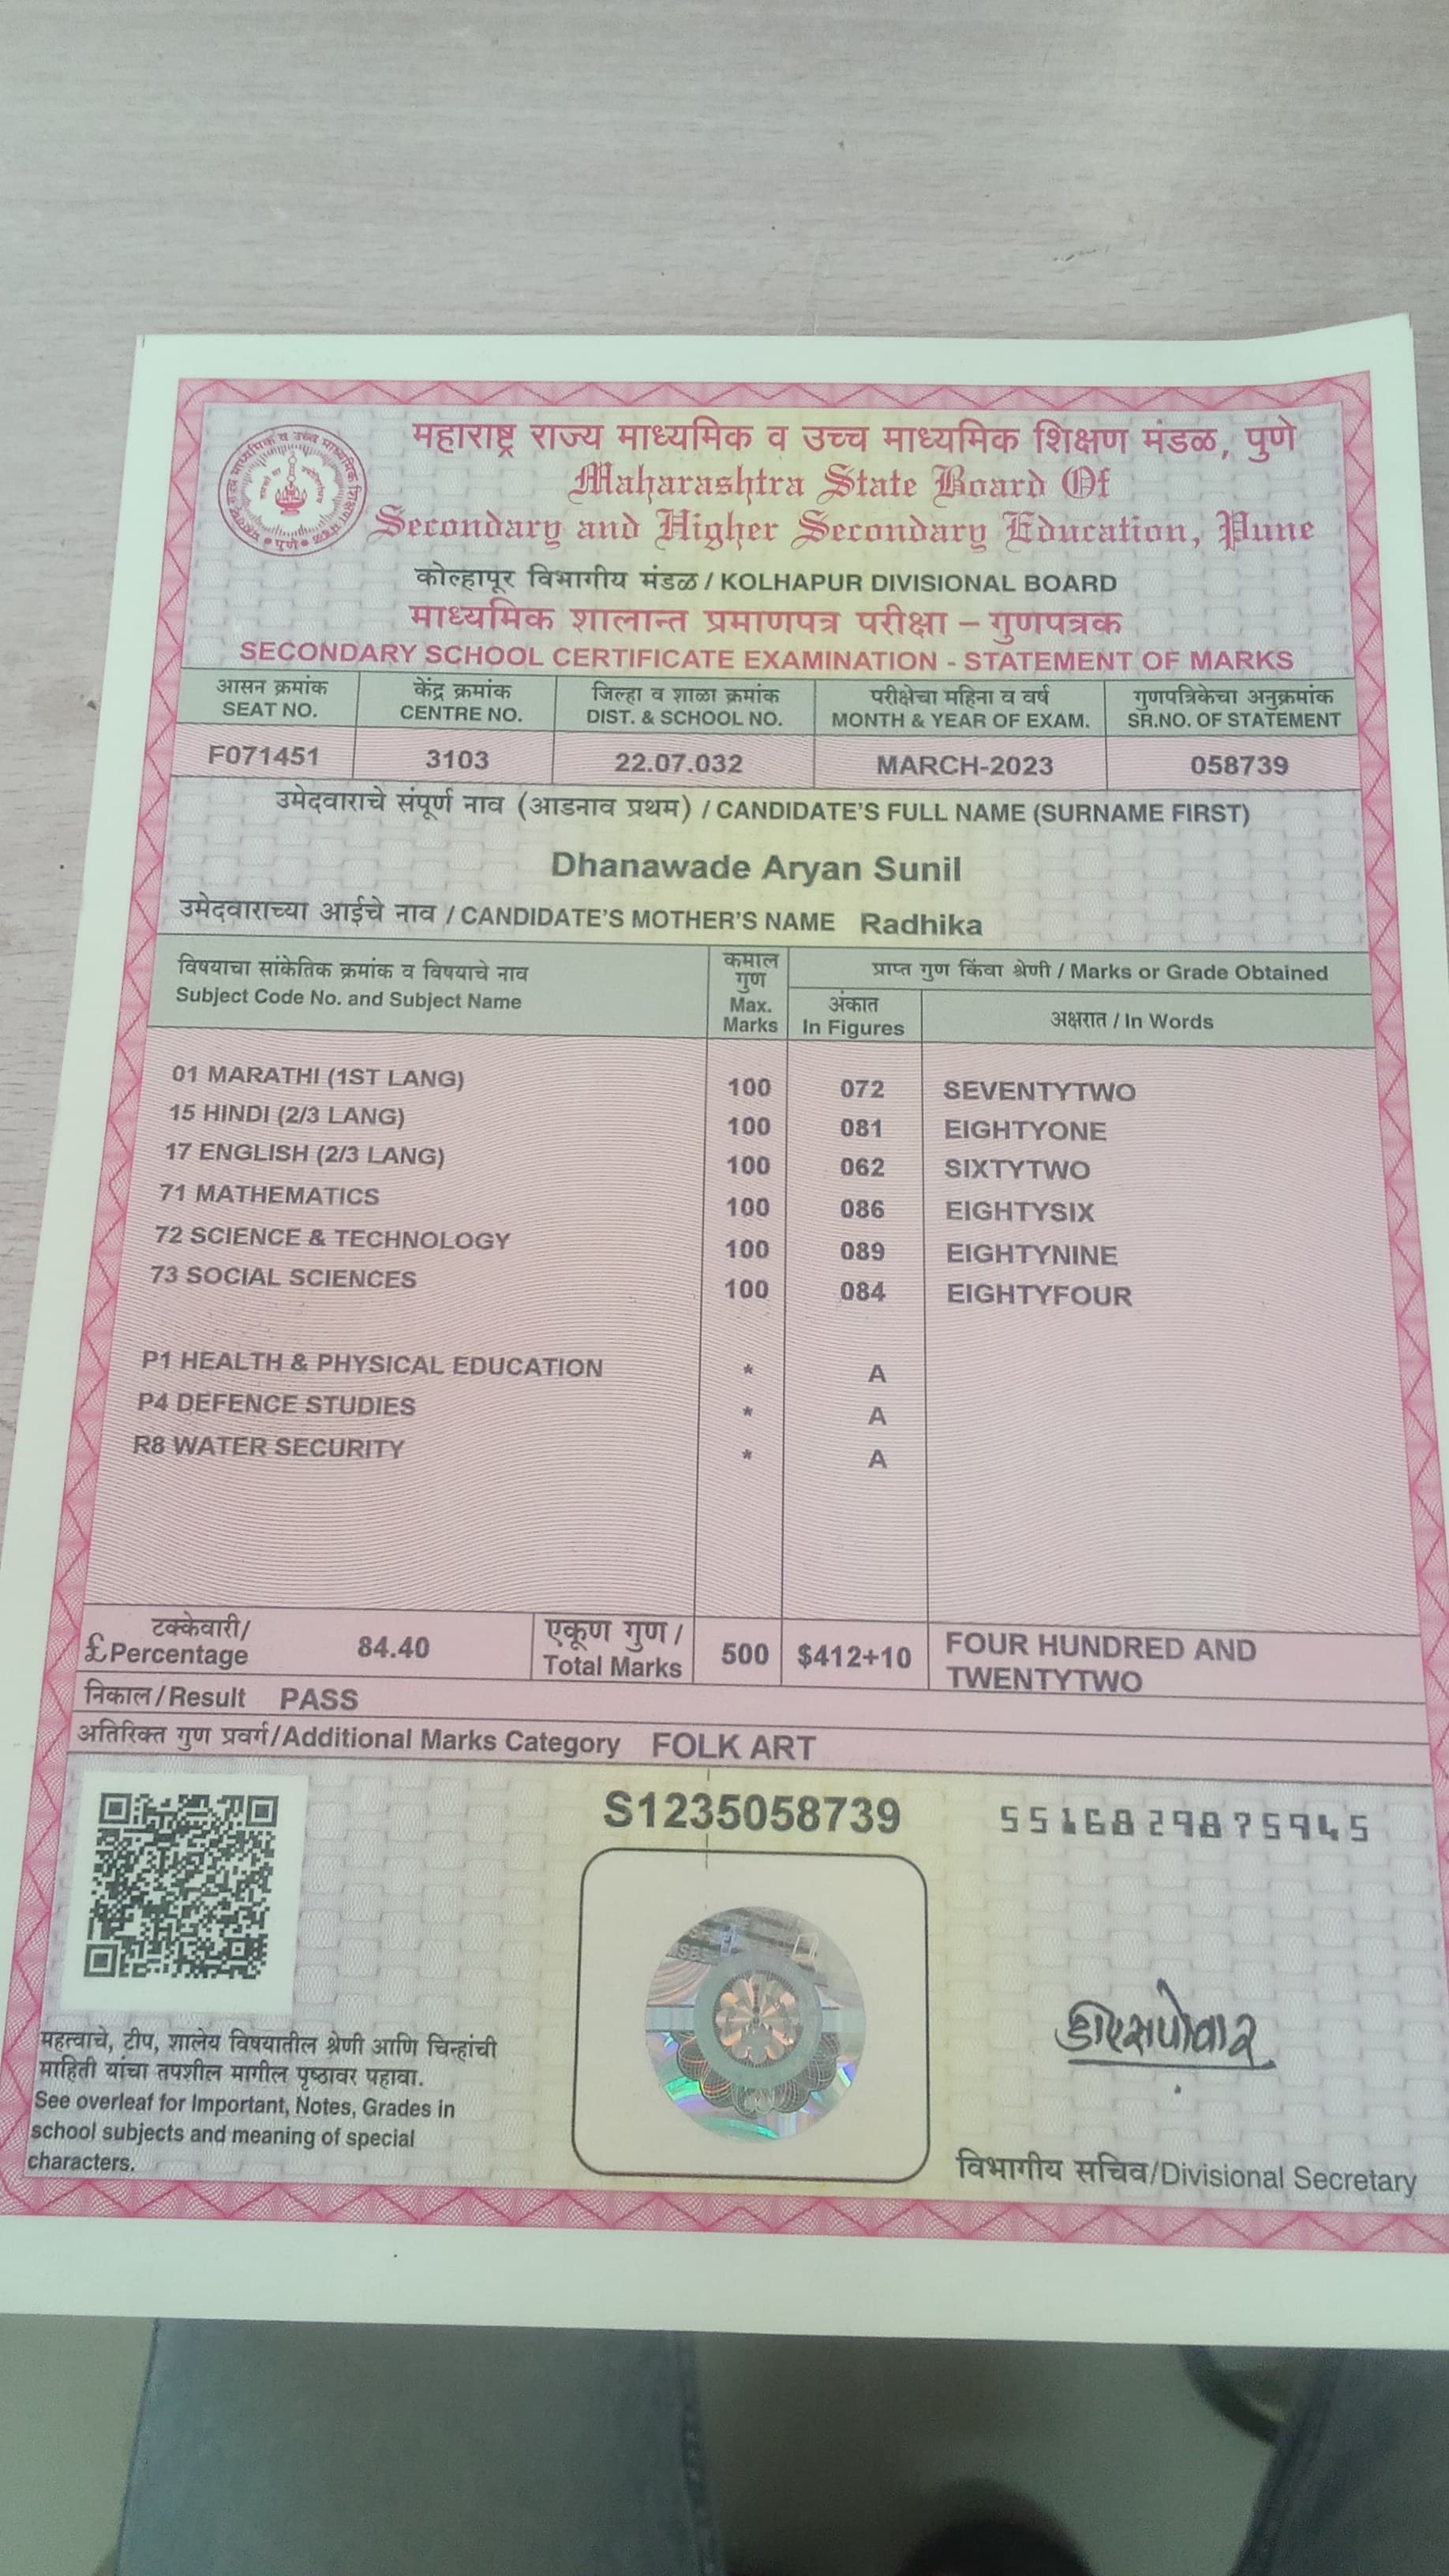 महाराष्ट्र राज्य माध्यमिक व उच्च माध्यमिक शिक्षण मंडळ, पुणे
Maharashtra State Board Of
Secondary and Higher Secondary Education, Pune
कोल्हापूर विभागीय मंडळ / KOLHAPUR DIVISIONAL BOARD
माध्यमिक शालान्त प्रमाणपत्र परीक्षा – गुणपत्रक
SECONDARY SCHOOL CERTIFICATE EXAMINATION - STATEMENT OF MARKS
आसन क्रमांक केंद्र क्रमांक जिल्हा व शाळा क्रमांक परीक्षेचा महिना व वर्ष गुणपत्रिकेचा अनुक्रमांक
SEAT NO. CENTRE NO. DIST. & SCHOOL NO. MONTH & YEAR OF EXAM. SR.NO. OF STATEMENT
F071451 3103 22.07.032 MARCH-2023 058739
उमेदवाराचे संपूर्ण नाव (आडनाव प्रथम) / CANDIDATE'S FULL NAME (SURNAME FIRST)
Dhanawade Aryan Sunil
उमेदवाराच्या आईचे नाव / CANDIDATE'S MOTHER'S NAME Radhika
विषयाचा सांकेतिक क्रमांक व विषयाचे नाव
Subject Code No. and Subject Name
कमाल
गुण
Max.
Marks
प्राप्त गुण किंवा श्रेणी / Marks or Grade Obtained
अंकात
In Figures
अक्षरात / In Words
01 MARATHI (1ST LANG) 100 072 SEVENTYTWO
15 HINDI (2/3 LANG) 100 081 EIGHTYONE
17 ENGLISH (2/3 LANG) 100 062 SIXTYTWO
71 MATHEMATICS 100 086 EIGHTYSIX
72 SCIENCE & TECHNOLOGY 100 089 EIGHTYNINE
73 SOCIAL SCIENCES 100 084 EIGHTYFOUR
P1 HEALTH & PHYSICAL EDUCATION * A
P4 DEFENCE STUDIES * A
R8 WATER SECURITY * A
टक्केवारी/
£Percentage 84.40
एकूण गुण /
Total Marks 500 $412+10
FOUR HUNDRED AND
TWENTYTWO
निकाल/Result PASS
अतिरिक्त गुण प्रवर्ग/Additional Marks Category FOLK ART
S1235058739
5516829875945
महत्वाचे, टीप, शालेय विषयातील श्रेणी आणि चिन्हांची
माहिती यांचा तपशील मागील पृष्ठावर पहावा.
See overleaf for Important, Notes, Grades in
school subjects and meaning of special
characters.
विभागीय सचिव/Divisional Secretary